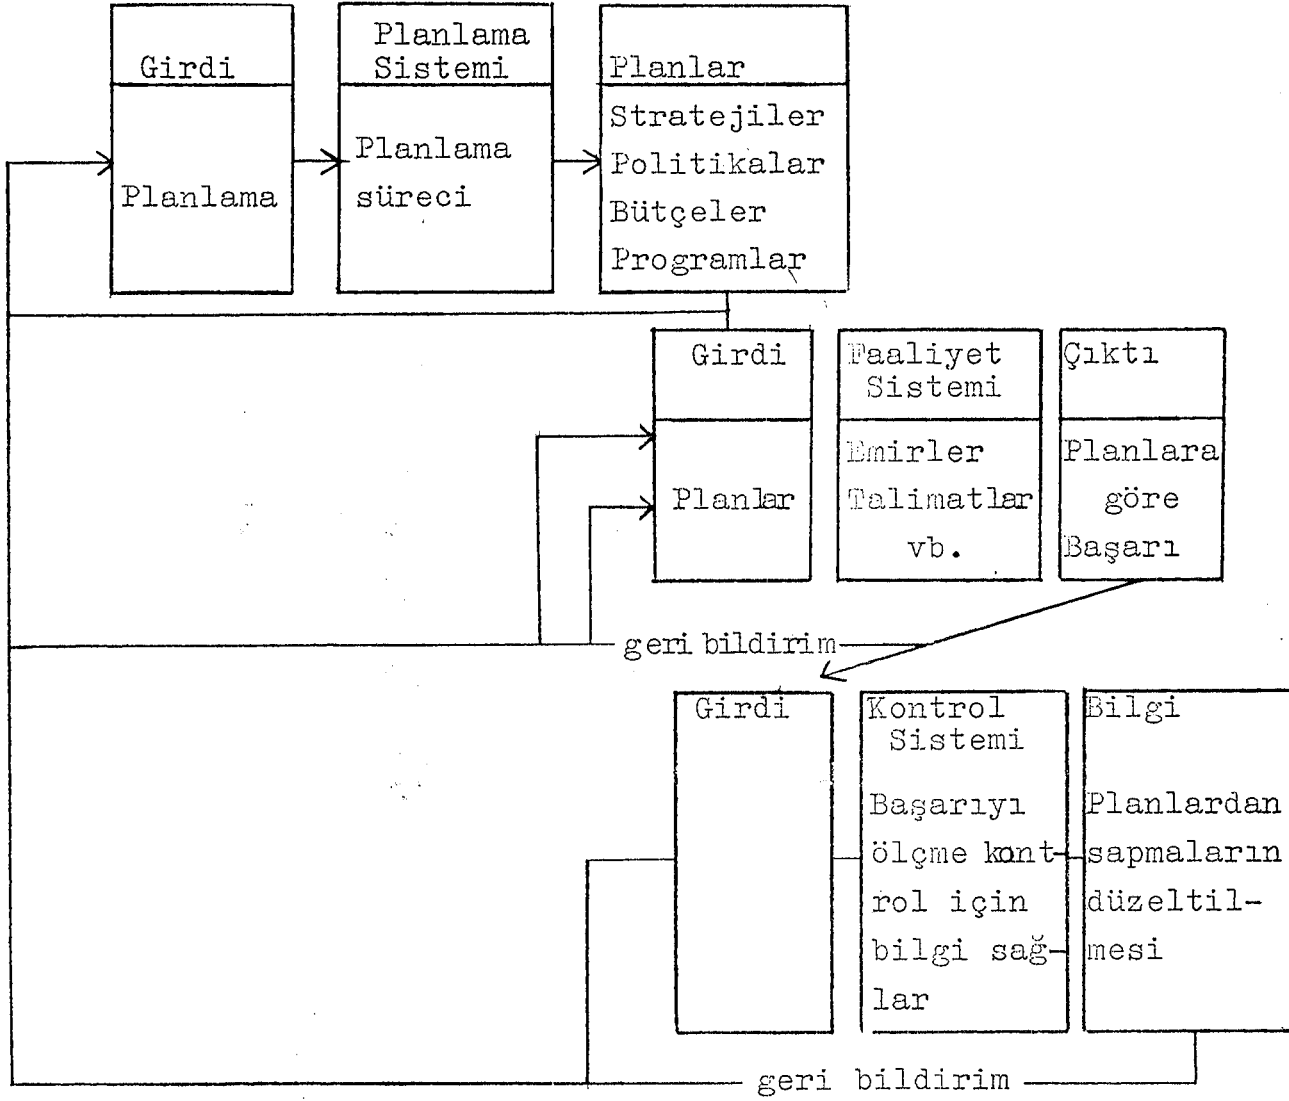 Girdi
Planlama
Planlama
Sistemi
Planlama
süreci
Planlar
Stratejiler
Politikalar
Bütçeler
Programlar
Girdi
Planlar
Faaliyet
Sistemi
Emirler
Talimatlar
vb.
Çıktı
Planlara
göre
Başarı
geri bildirim
Girdi
Kontrol
Sistemi
Başarıyı
ölçme kont-
rol için
bilgi sağ-
lar
Bilgi
Planlardan
sapmaların
düzeltil-
mesi
geri bildirim